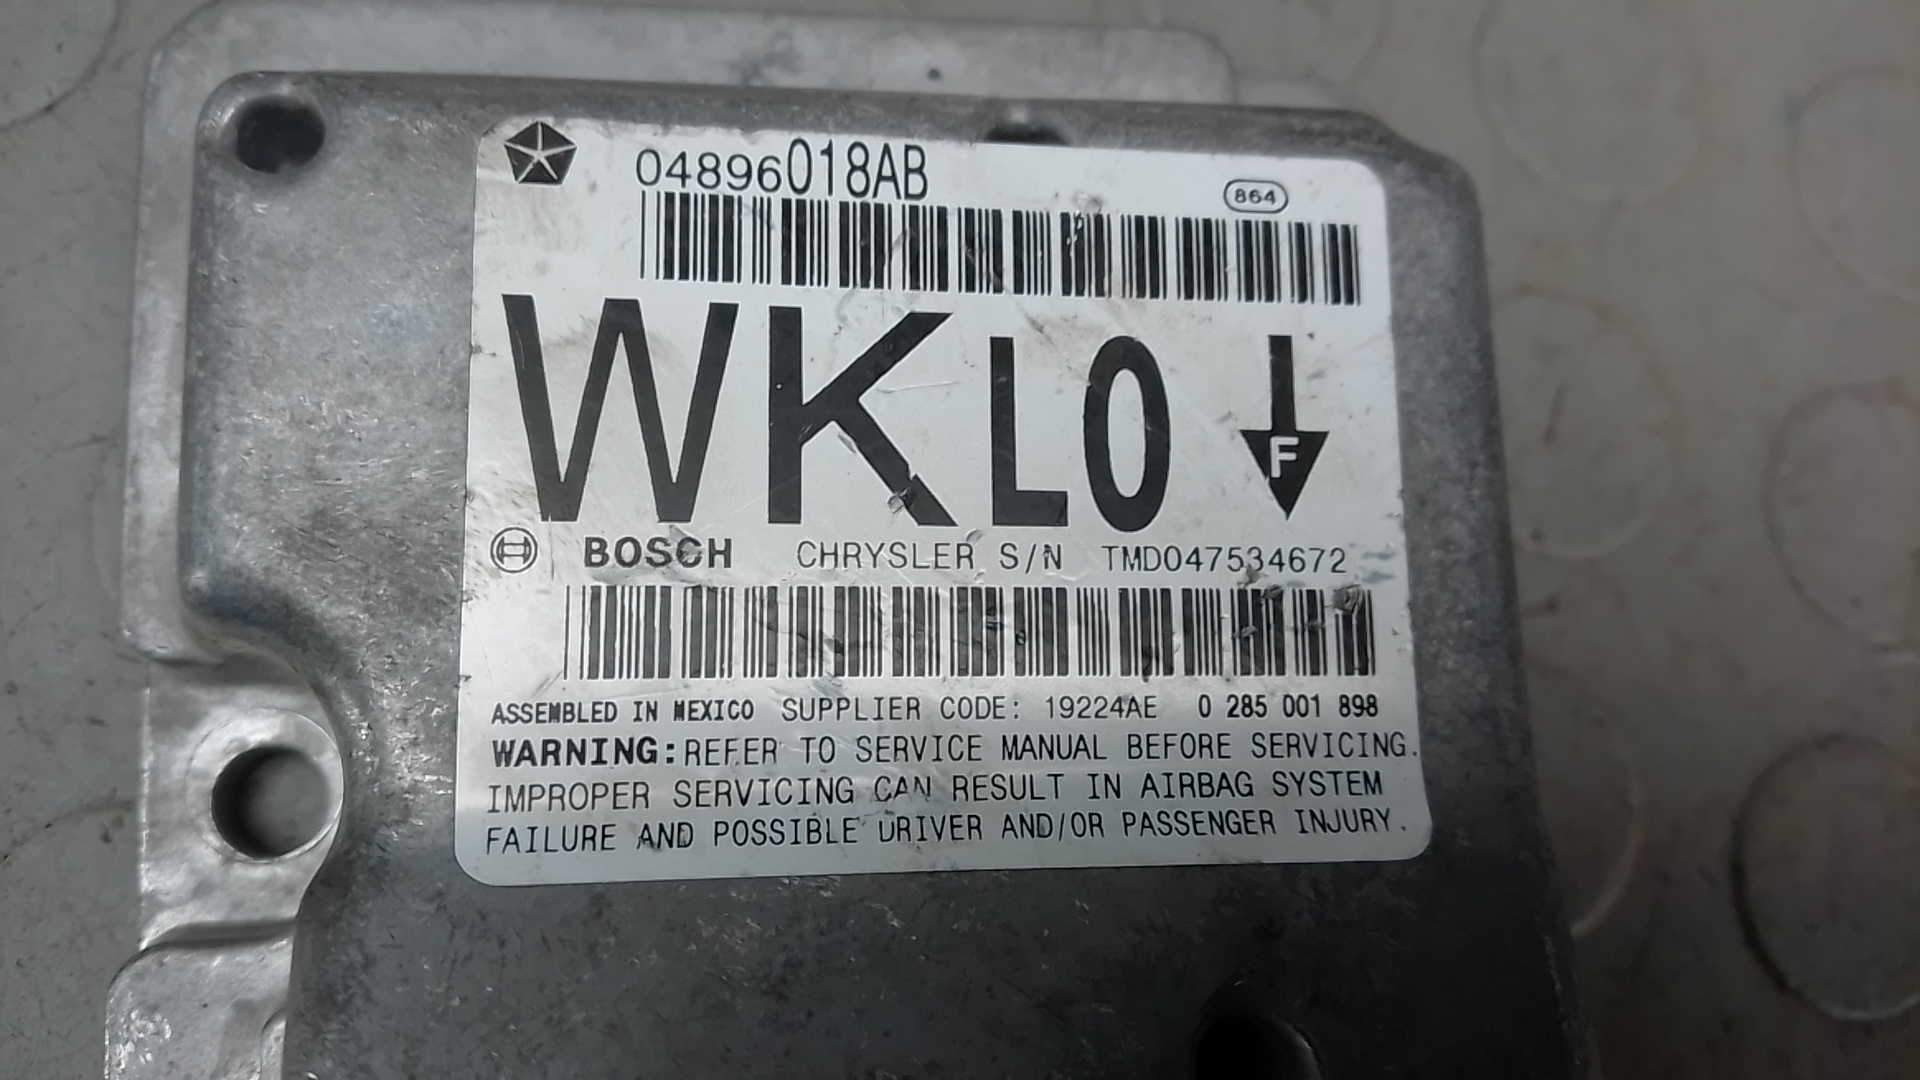 04896018AB
864
WKLO
F
BOSCH CHRYSLER S/N TMD047534672
ASSEMBLED IN MEXICO SUPPLIER CODE: 19224AE 0 285 001 898
WARNING:REFER TO SERVICE MANUAL BEFORE SERVICING.
IMPROPER SERVICING CAN RESULT IN AIRBAG SYSTEM
FAILURE AND POSSIBLE DRIVER AND/OR PASSENGER INJURY.